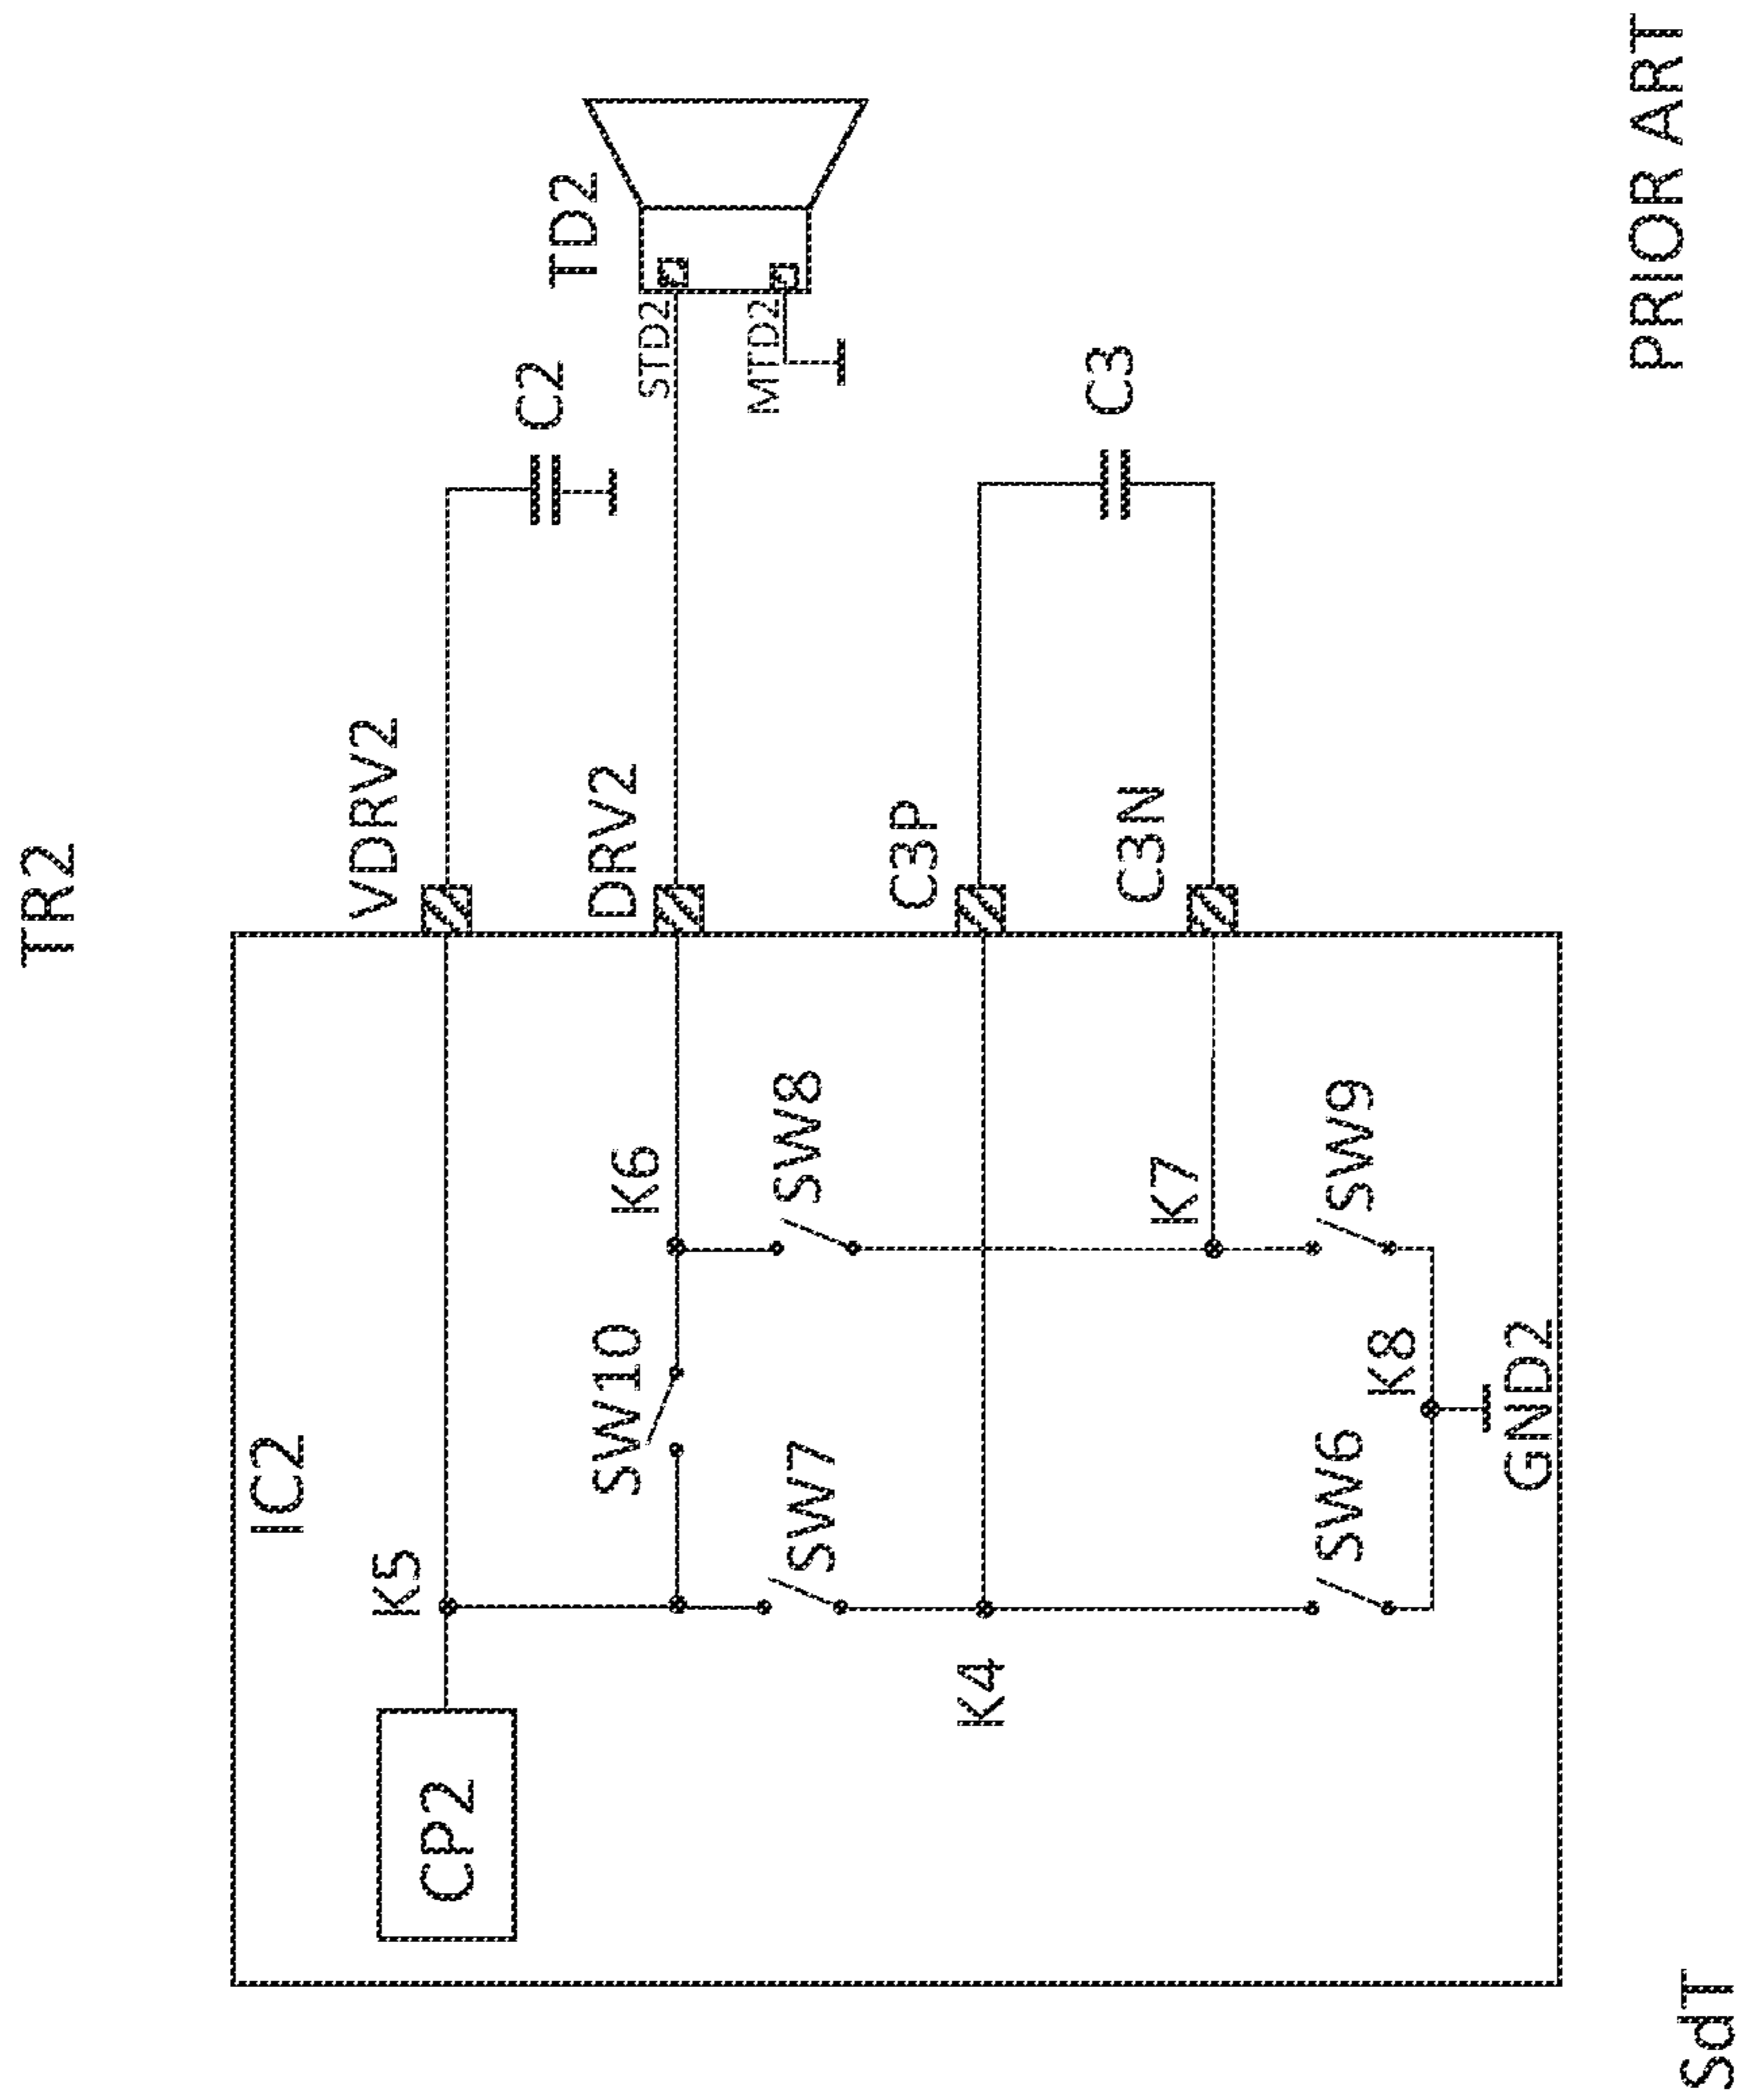 TR2
IC2
CP2
K5
VDRV2
C2
TD2
STD2
MTD2
DRV2
K6
SW10
SW7
SW8
C3P
C3
K4
C3N
K7
SW6
SW9
K8
GND2
SdT
PRIOR ART